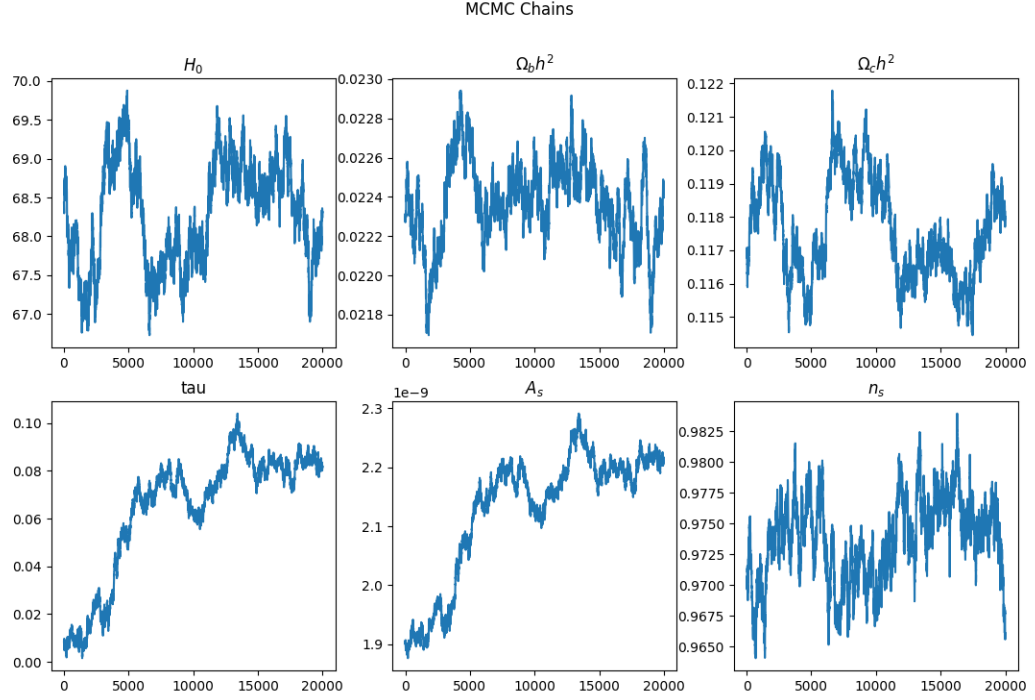 MCMC Chains
H₀
70.0
69.5
69.0
68.5
68.0
67.5
67.0
0 5000 10000 15000 20000
Ω_b h²
0.0230
0.0228
0.0226
0.0224
0.0222
0.0220
0.0218
0 5000 10000 15000 20000
Ω_c h²
0.122
0.121
0.120
0.119
0.118
0.117
0.116
0.115
0 5000 10000 15000 20000
tau
0.10
0.08
0.06
0.04
0.02
0.00
0 5000 10000 15000 20000
A_s
1e−9
2.3
2.2
2.1
2.0
1.9
0 5000 10000 15000 20000
n_s
0.9825
0.9800
0.9775
0.9750
0.9725
0.9700
0.9675
0.9650
0 5000 10000 15000 20000